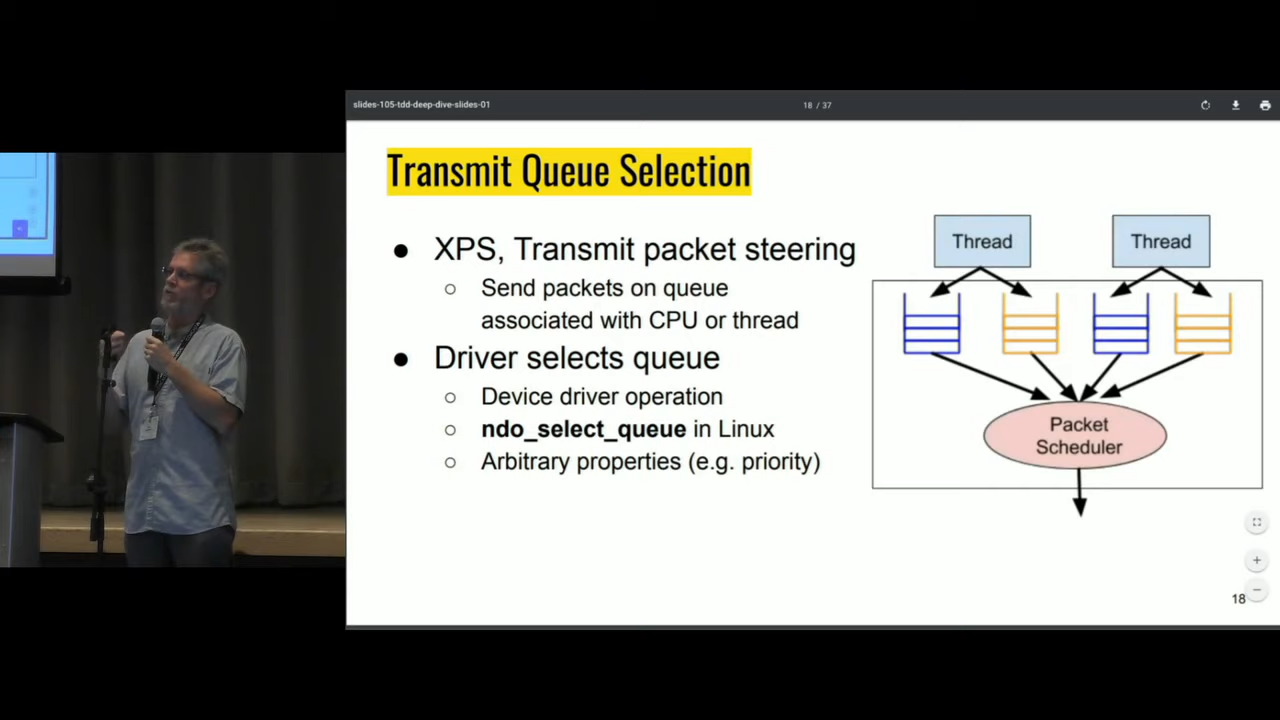 slides-105-tdd-deep-dive-slides-01
18 / 37
Transmit Queue Selection
● XPS, Transmit packet steering
○ Send packets on queue
associated with CPU or thread
● Driver selects queue
○ Device driver operation
○ ndo_select_queue in Linux
○ Arbitrary properties (e.g. priority)
Thread
Thread
Packet
Scheduler
18